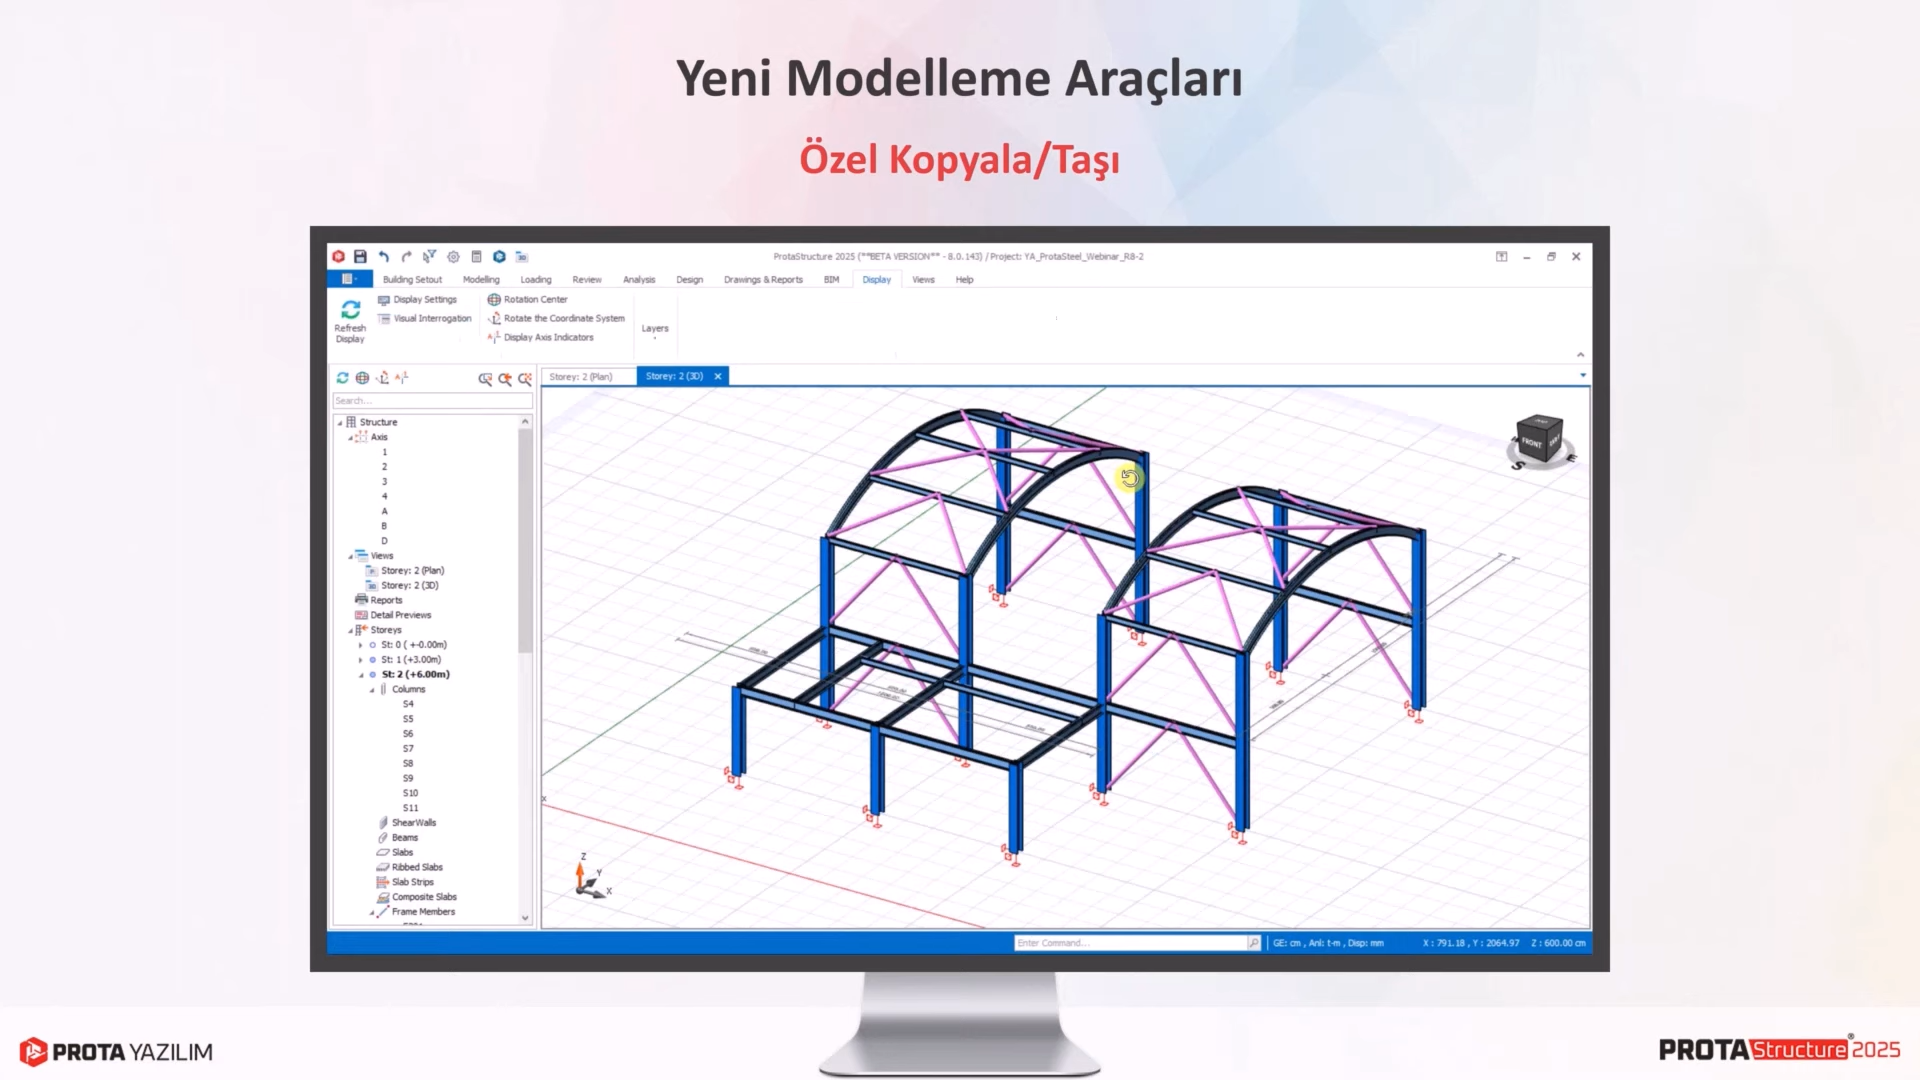 Yeni Modelleme Araçları
Özel Kopyala/Taşı
ProtaStructure 2025 (**BETA VERSION** - 8.0.143) / Project: YA_ProtaSteel_Webinar_R8-2
Building Setout
Modelling
Loading
Review
Analysis
Design
Drawings & Reports
BIM
Display
Views
Help
Refresh
Display
Display Settings
Visual Interrogation
Rotation Center
Rotate the Coordinate System
Display Axis Indicators
Layers
Search...
Storey: 2 (Plan)
Storey: 2 (3D)
Structure
Axis
1
2
3
4
A
B
D
Views
Storey: 2 (Plan)
Storey: 2 (3D)
Reports
Detail Previews
Storeys
St: 0 ( +-0.00m)
St: 1 (+3.00m)
St: 2 (+6.00m)
Columns
S4
S5
S6
S7
S8
S9
S10
S11
ShearWalls
Beams
Slabs
Ribbed Slabs
Slab Strips
Composite Slabs
Frame Members
FRONT
S
E
Z
Y
X
X
Enter Command...
GE: cm , Anl: t-m , Disp: mm
X : 791.18 , Y : 2064.97
Z : 600.00 cm
PROTA YAZILIM
PROTAStructure® 2025